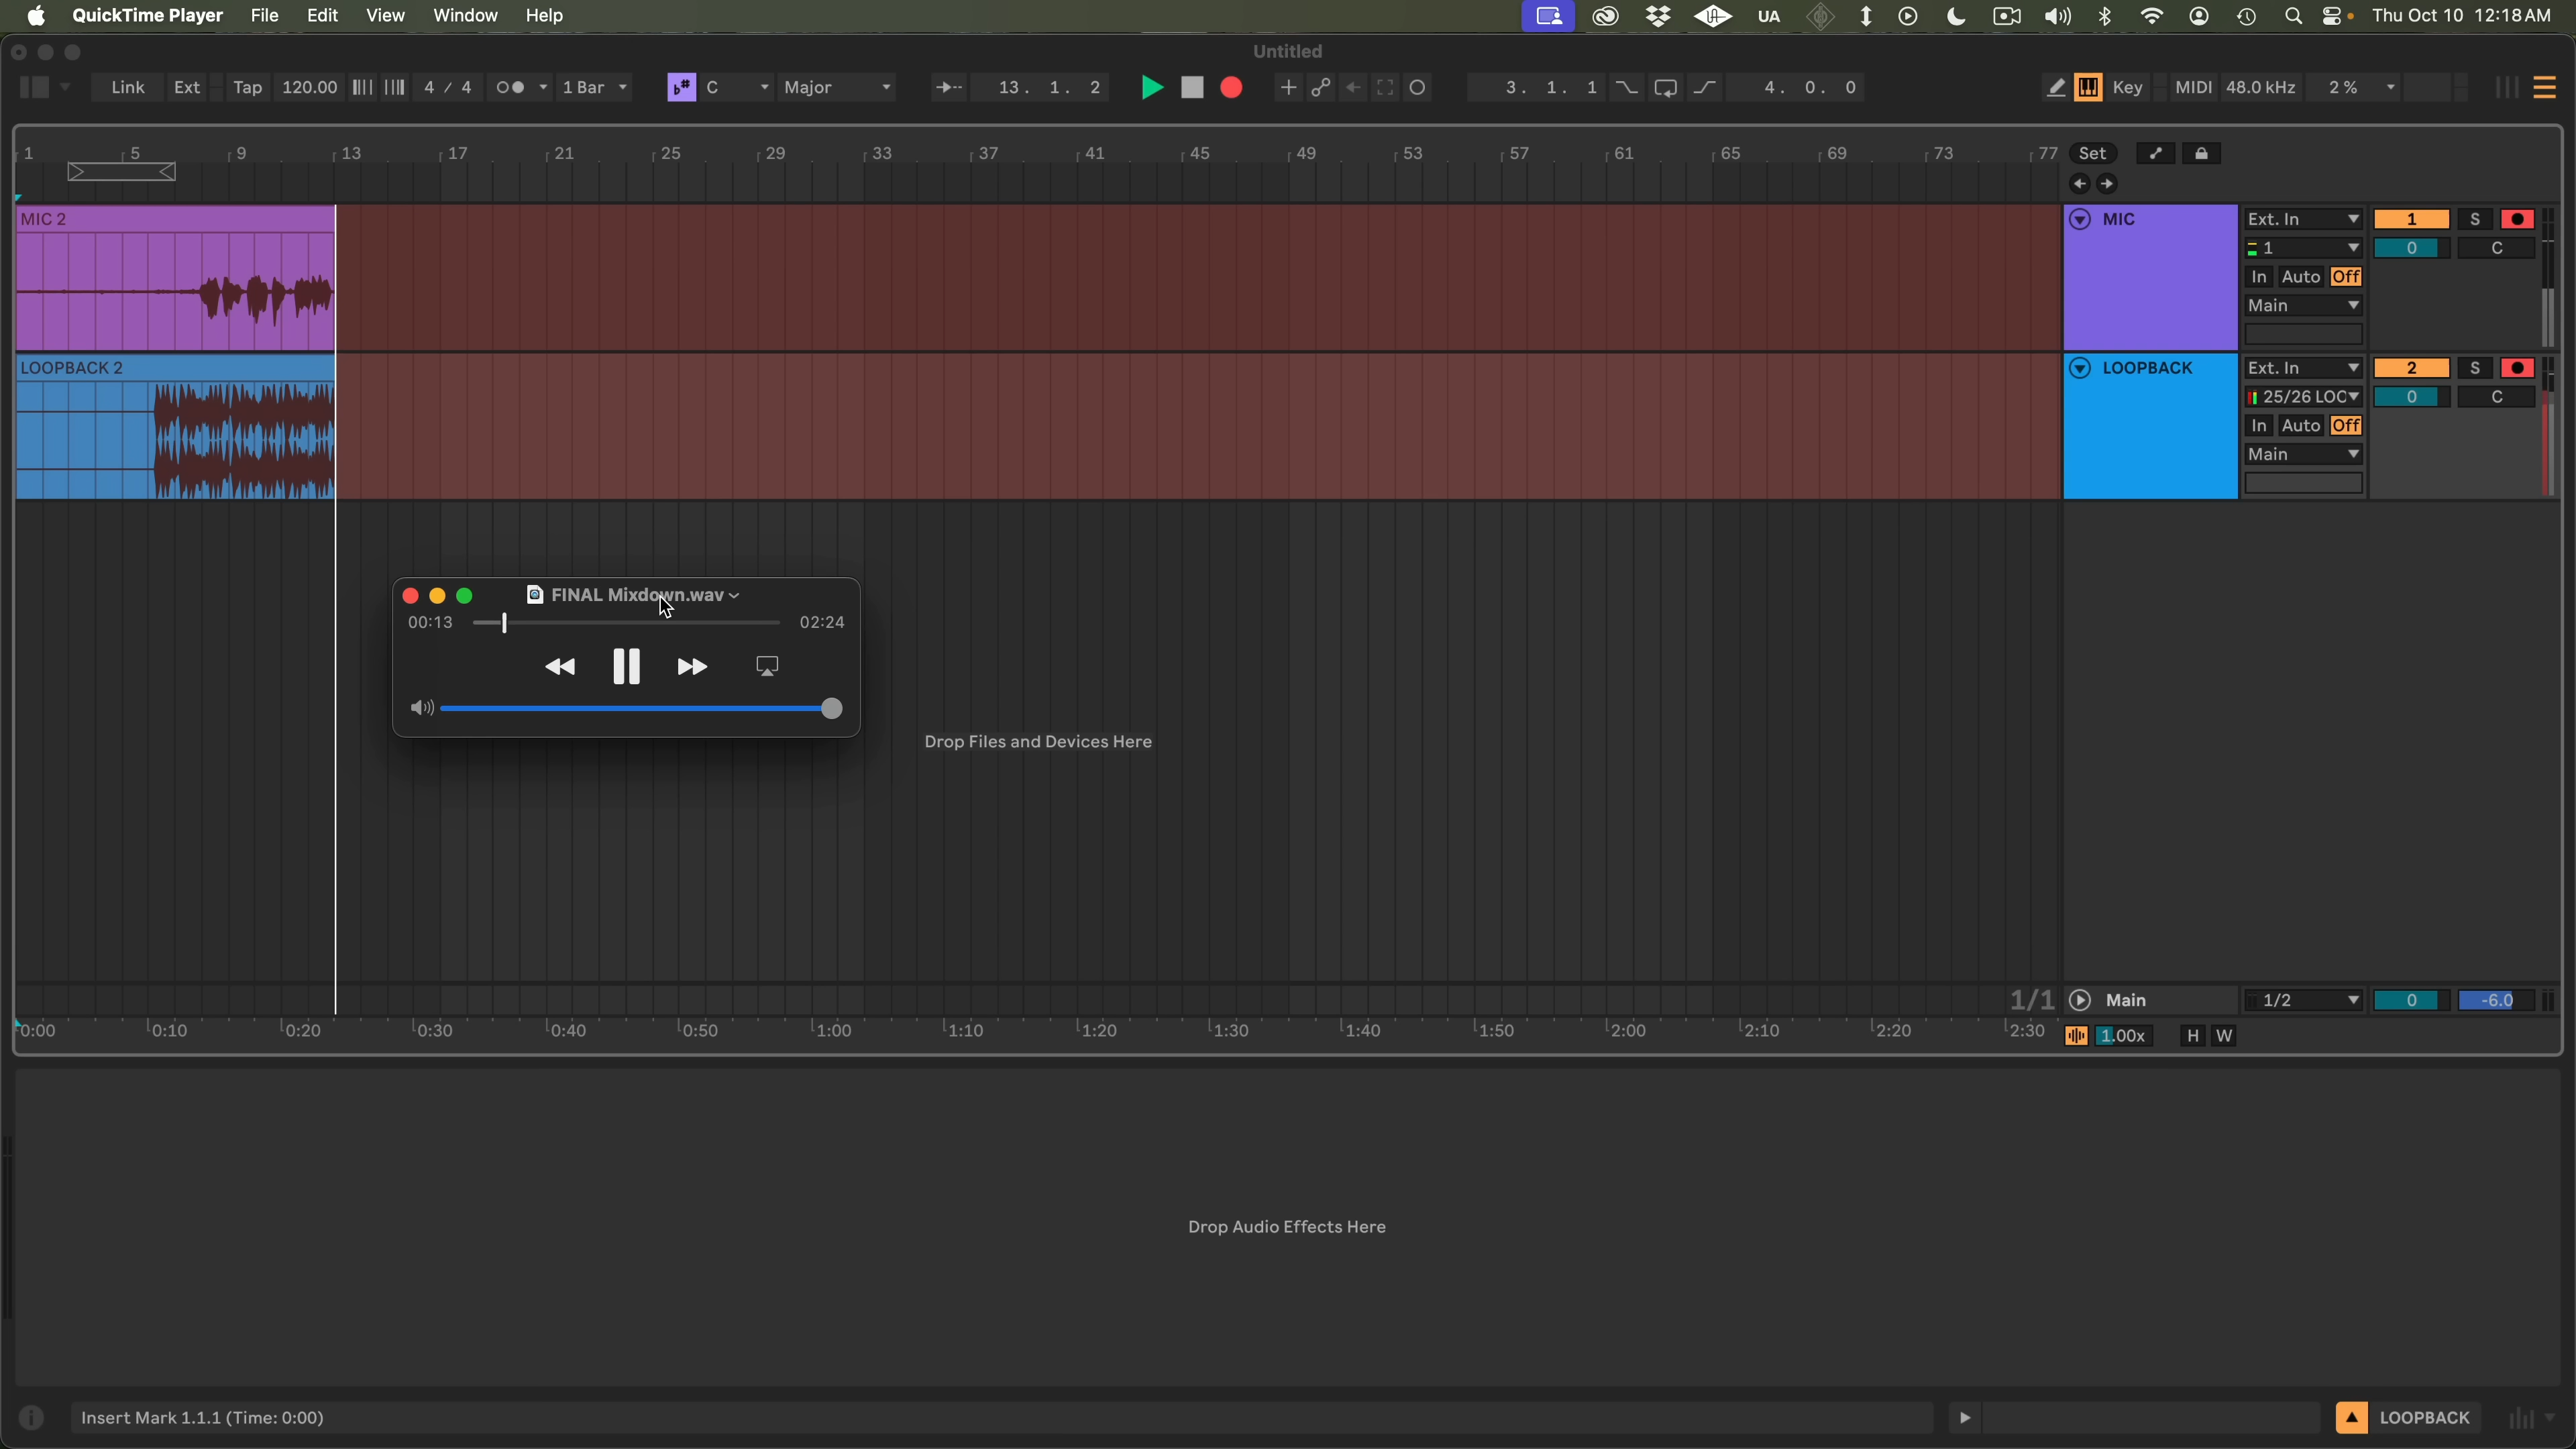 QuickTime Player File Edit View Window Help UA Thu Oct 10 12:18 AM
Untitled
Link Ext Tap 120.00 4 / 4 1 Bar C Major 13. 1. 2 3. 1. 1 4. 0. 0 Key MIDI 48.0 kHz 2 %
1 5 9 13 17 21 25 29 33 37 41 45 49 53 57 61 65 69 73 77 Set
MIC 2 MIC Ext. In 1 S
1 0 C
In Auto Off
Main
LOOPBACK 2 LOOPBACK Ext. In 2 S
25/26 LOC 0 C
In Auto Off
Main
FINAL Mixdown.wav
00:13 02:24
Drop Files and Devices Here
1/1 Main 1/2 0 -6.0
0:00 0:10 0:20 0:30 0:40 0:50 1:00 1:10 1:20 1:30 1:40 1:50 2:00 2:10 2:20 2:30 1.00x H W
Drop Audio Effects Here
Insert Mark 1.1.1 (Time: 0:00) LOOPBACK